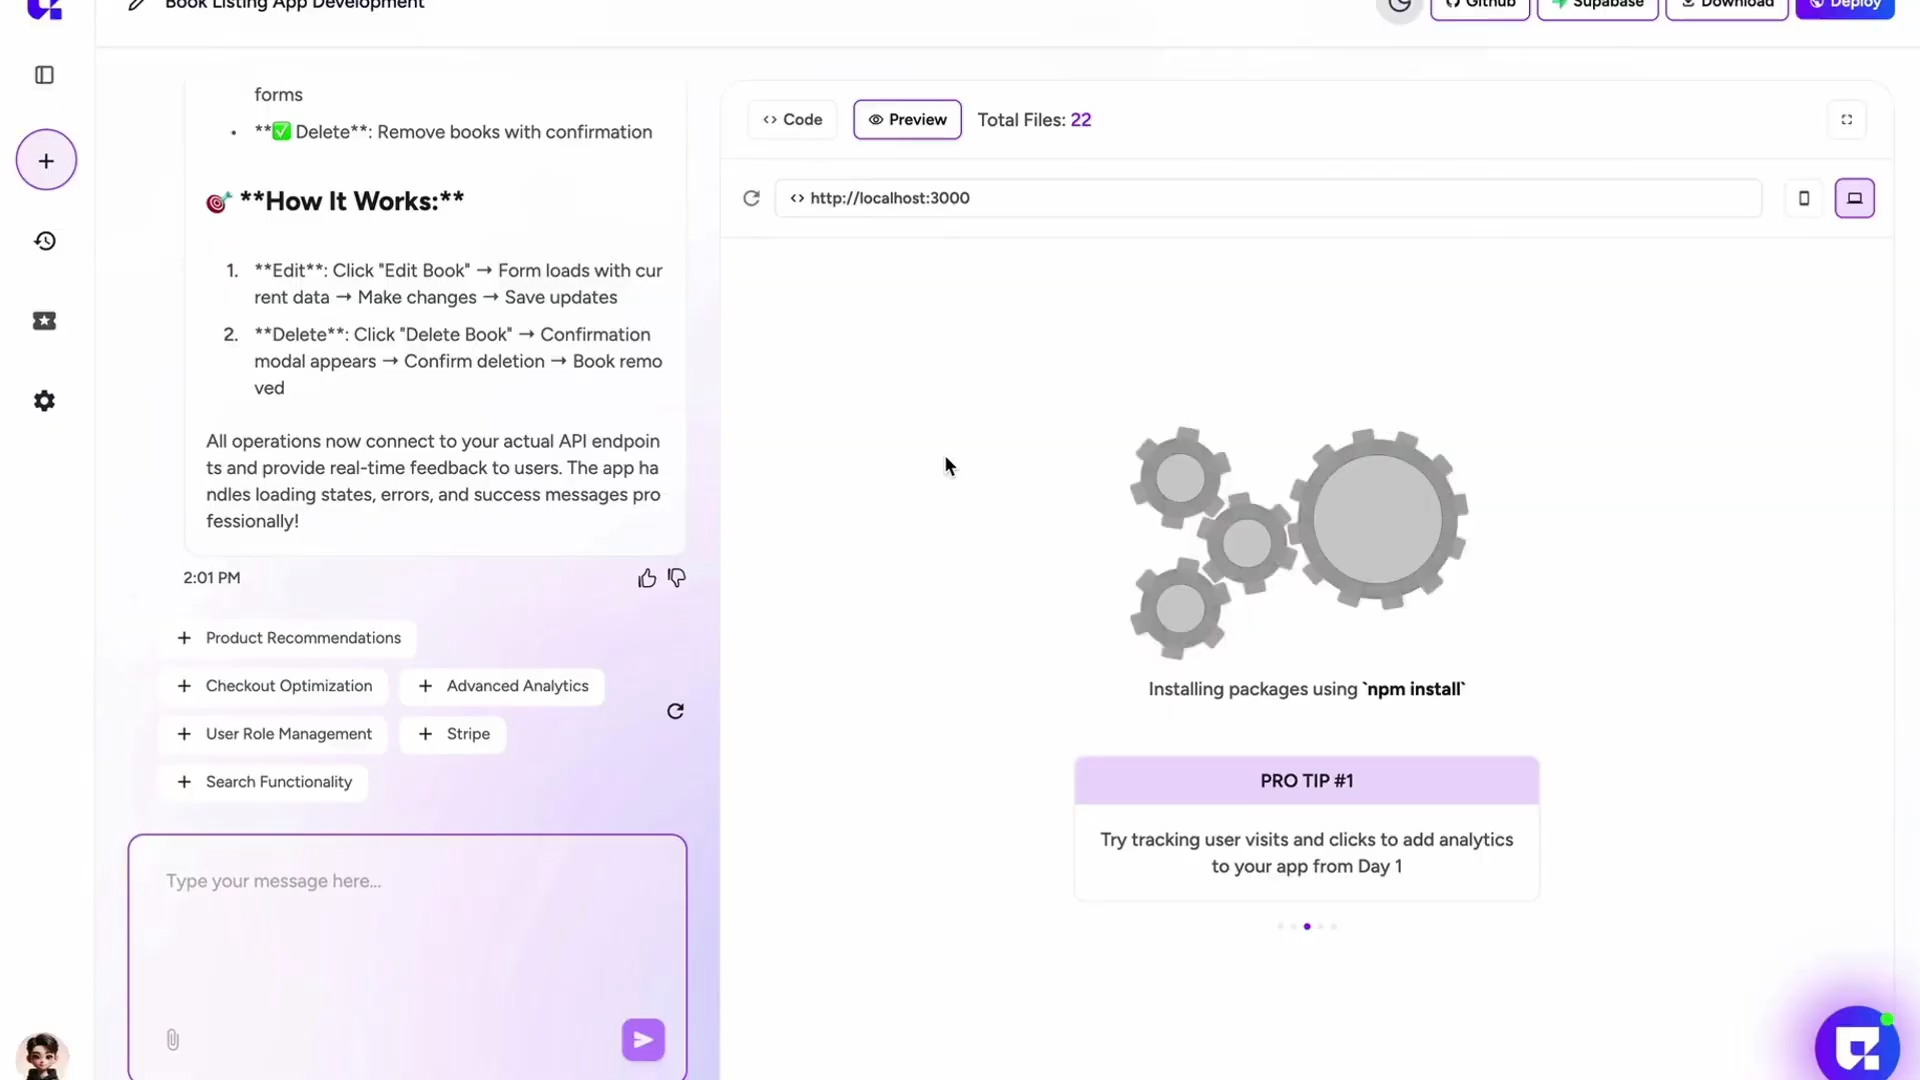 Book Listing App Development
Github
Supabase
Download
Deploy
forms
• **✅ Delete**: Remove books with confirmation
🎯 **How It Works:**
1. **Edit**: Click "Edit Book" → Form loads with cur
rent data → Make changes → Save updates
2. **Delete**: Click "Delete Book" → Confirmation
modal appears → Confirm deletion → Book remo
ved
All operations now connect to your actual API endpoin
ts and provide real-time feedback to users. The app ha
ndles loading states, errors, and success messages pro
fessionally!
2:01 PM
+ Product Recommendations
+ Checkout Optimization
+ Advanced Analytics
+ User Role Management
+ Stripe
+ Search Functionality
Type your message here...
<> Code
Preview
Total Files: 22
<> http://localhost:3000
Installing packages using `npm install`
PRO TIP #1
Try tracking user visits and clicks to add analytics
to your app from Day 1